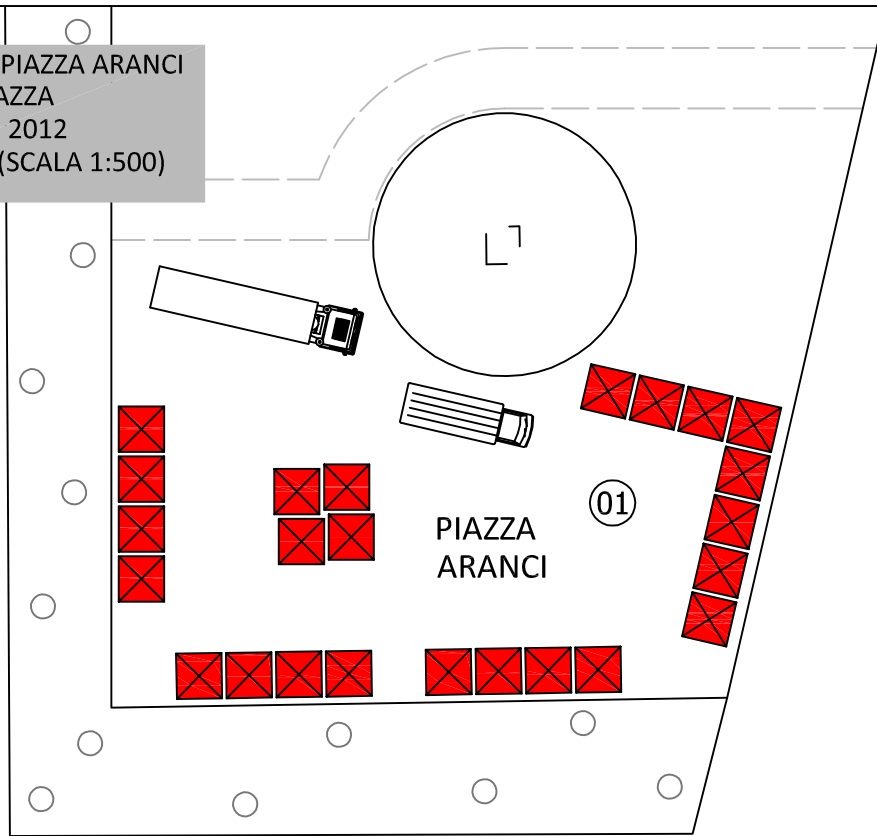 PIAZZA ARANCI
AZZA
2012
(SCALA 1:500)
01
PIAZZA
ARANCI